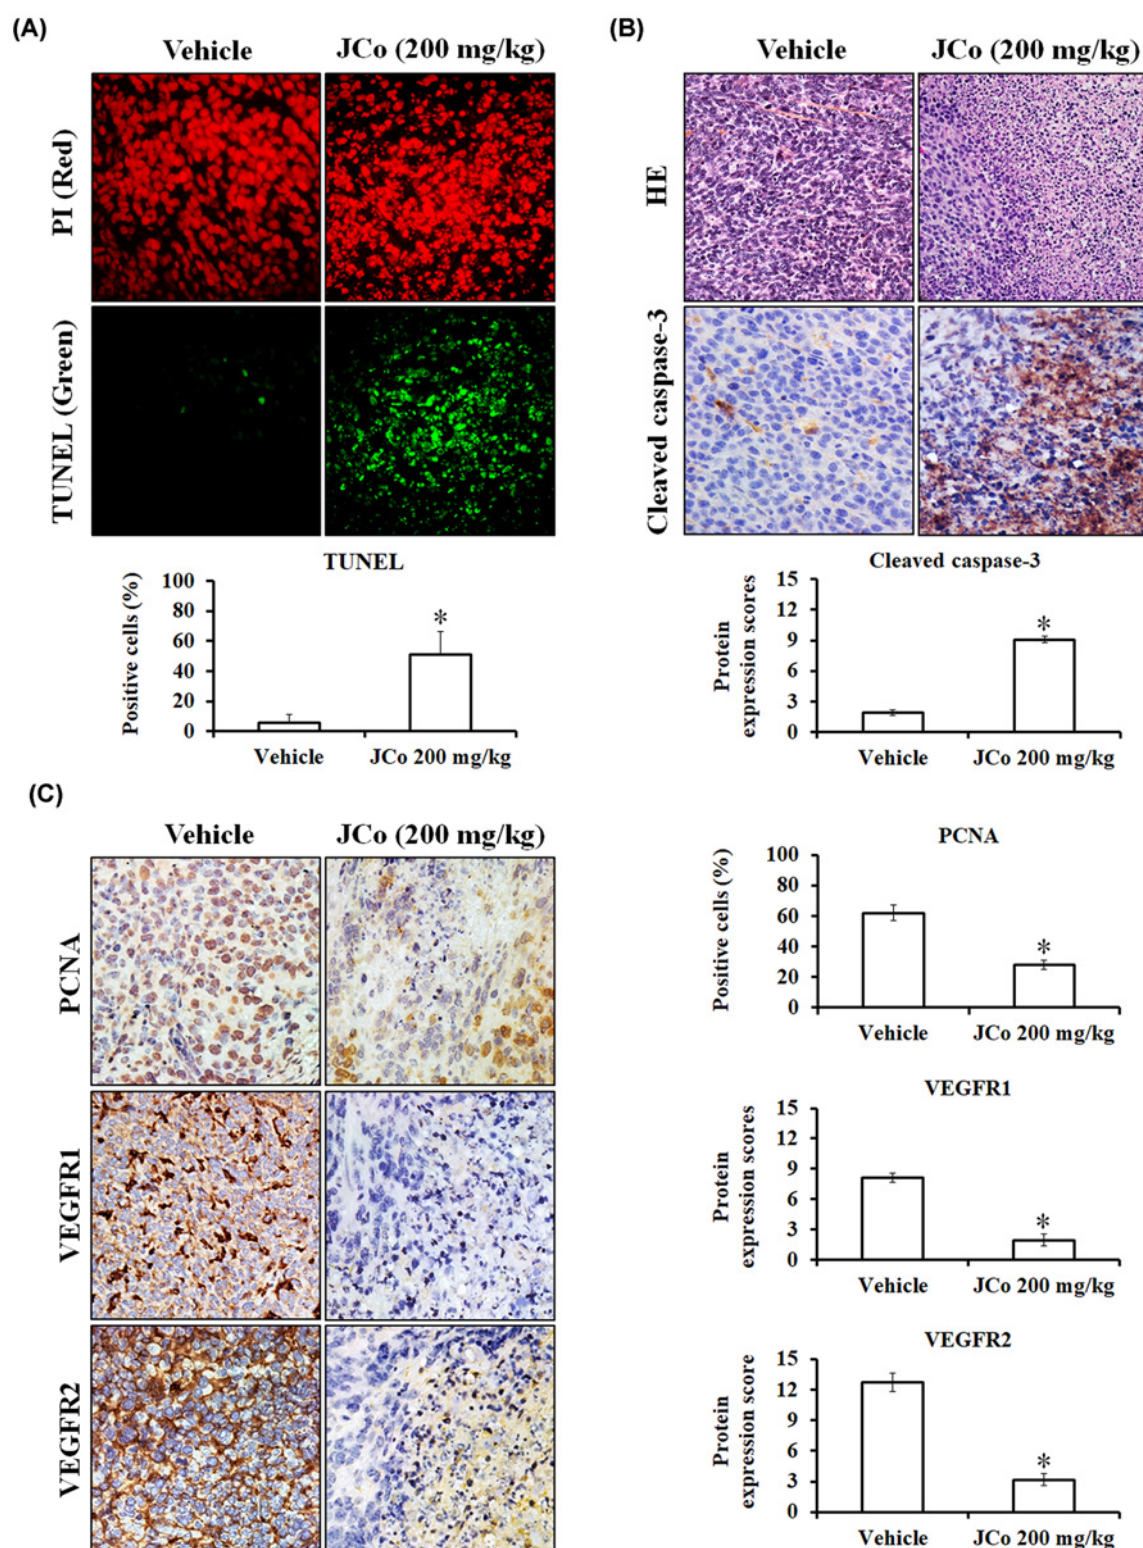 (A)
Vehicle JCo (200 mg/kg)
PI (Red)
TUNEL (Green)
TUNEL
Positive cells (%)
100
80
60
40
20
0
*
Vehicle JCo 200 mg/kg
(B)
Vehicle JCo (200 mg/kg)
HE
Cleaved caspase-3
Cleaved caspase-3
Protein
expression scores
15
12
9
6
3
0
*
Vehicle JCo 200 mg/kg
(C)
Vehicle JCo (200 mg/kg)
PCNA
VEGFR1
VEGFR2
PCNA
Positive cells (%)
100
80
60
40
20
0
*
Vehicle JCo 200 mg/kg
VEGFR1
Protein
expression scores
15
12
9
6
3
0
*
Vehicle JCo 200 mg/kg
VEGFR2
Protein
expression score
15
12
9
6
3
0
*
Vehicle JCo 200 mg/kg